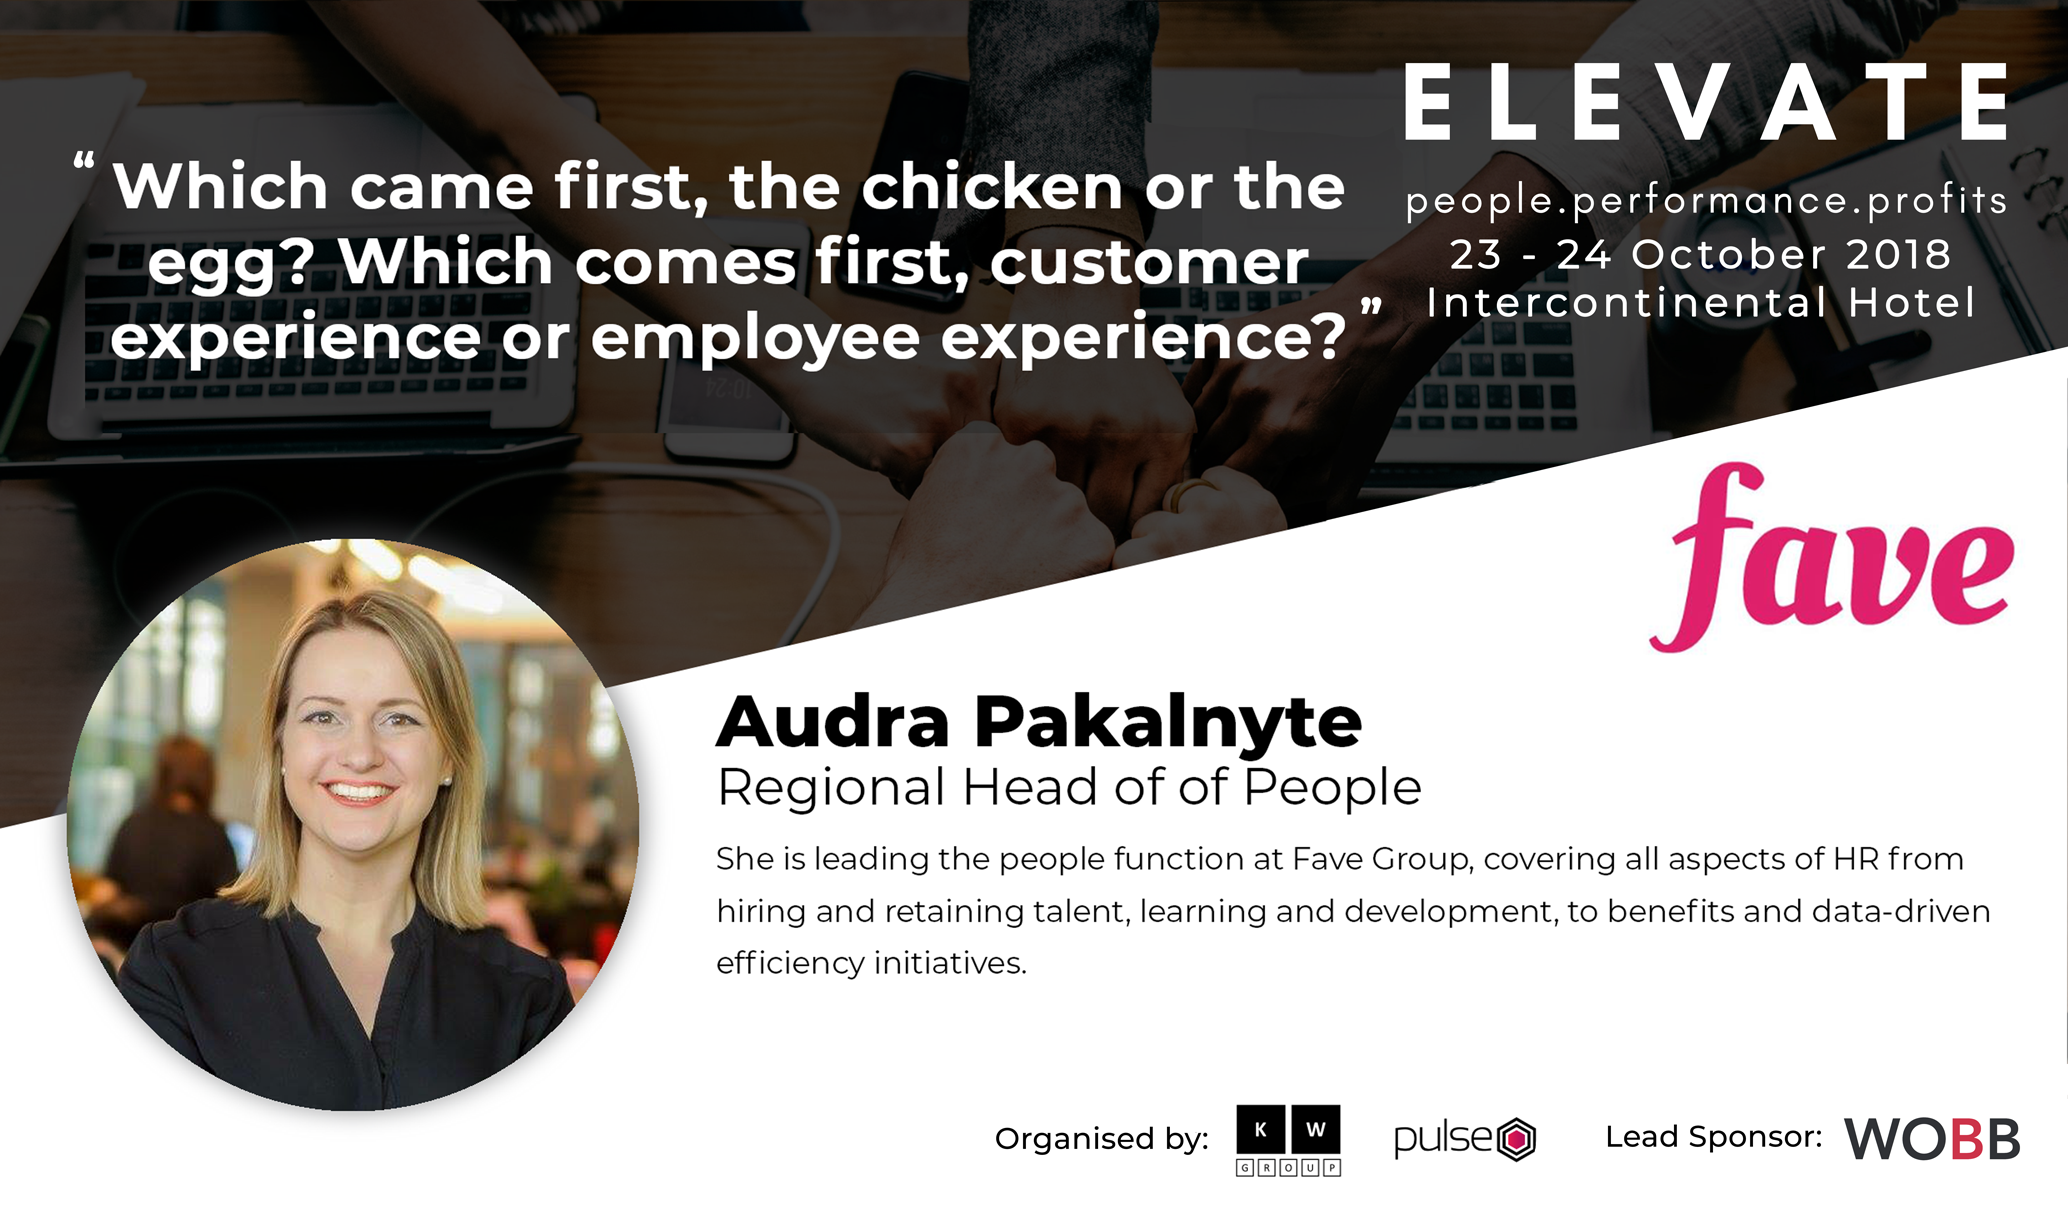 “ Which came first, the chicken or the
egg? Which comes first, customer
experience or employee experience? ”
ELEVATE
people.performance.profits
23 - 24 October 2018
Intercontinental Hotel
fave
Audra Pakalnyte
Regional Head of of People
She is leading the people function at Fave Group, covering all aspects of HR from
hiring and retaining talent, learning and development, to benefits and data-driven
efficiency initiatives.
Organised by:
K W
GROUP
pulse
Lead Sponsor:
WOBB
10:24